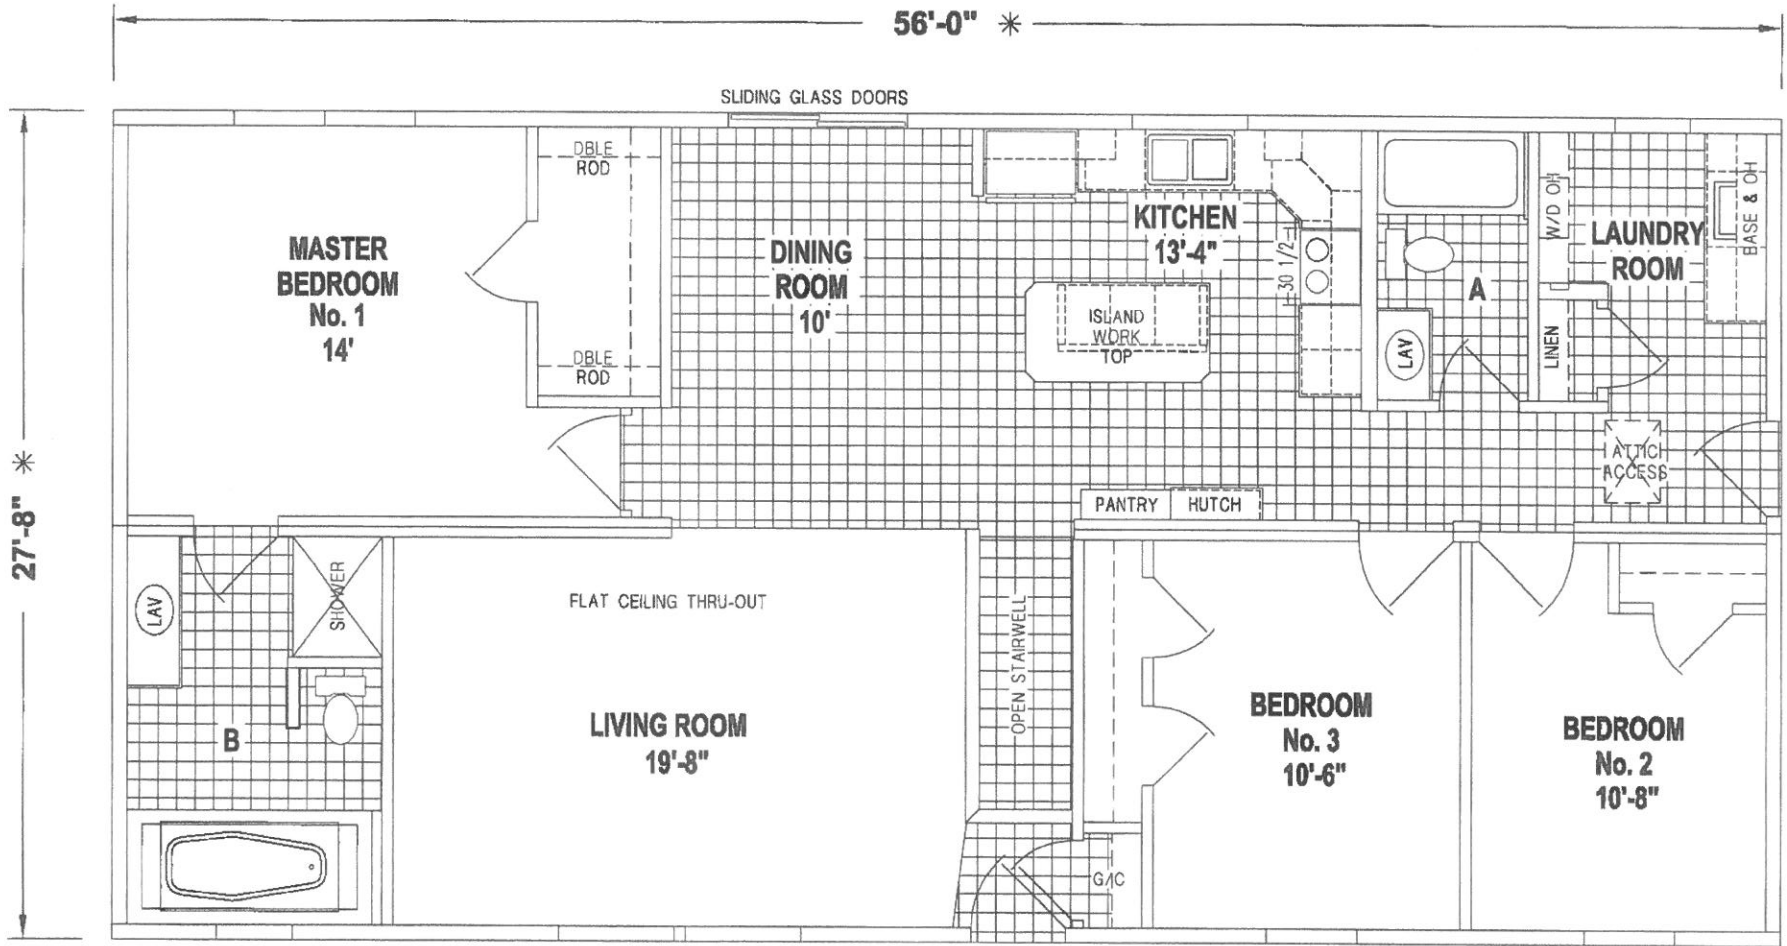 56'-0" *
SLIDING GLASS DOORS
27'-8" *
DBLE
ROD
MASTER
BEDROOM
No. 1
14'
DBLE
ROD
DINING
ROOM
10'
KITCHEN
13'-4"
30 1/2
ISLAND
WORK
TOP
A
LAV
W/D OH
LINEN
LAUNDRY
ROOM
BASE & OH
ATTIC
ACCESS
PANTRY
HUTCH
LAV
SHOWER
B
FLAT CEILING THRU-OUT
LIVING ROOM
19'-8"
OPEN STAIRWELL
G/C
BEDROOM
No. 3
10'-6"
BEDROOM
No. 2
10'-8"